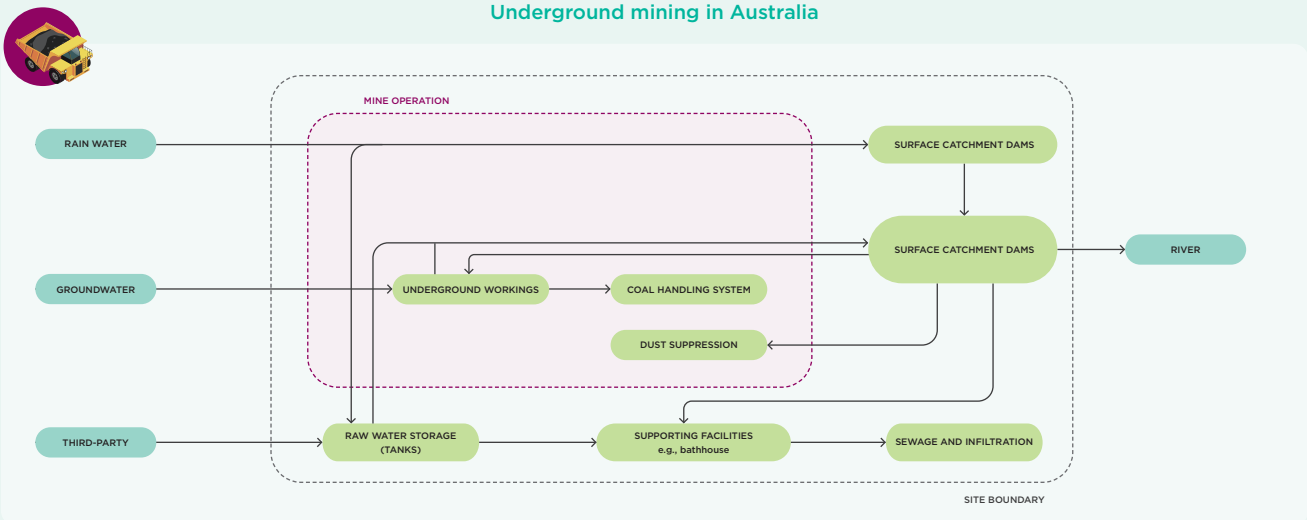 Underground mining in Australia
MINE OPERATION
RAIN WATER
SURFACE CATCHMENT DAMS
SURFACE CATCHMENT DAMS
RIVER
GROUNDWATER
UNDERGROUND WORKINGS
COAL HANDLING SYSTEM
DUST SUPPRESSION
THIRD-PARTY
RAW WATER STORAGE
(TANKS)
SUPPORTING FACILITIES
e.g., bathhouse
SEWAGE AND INFILTRATION
SITE BOUNDARY